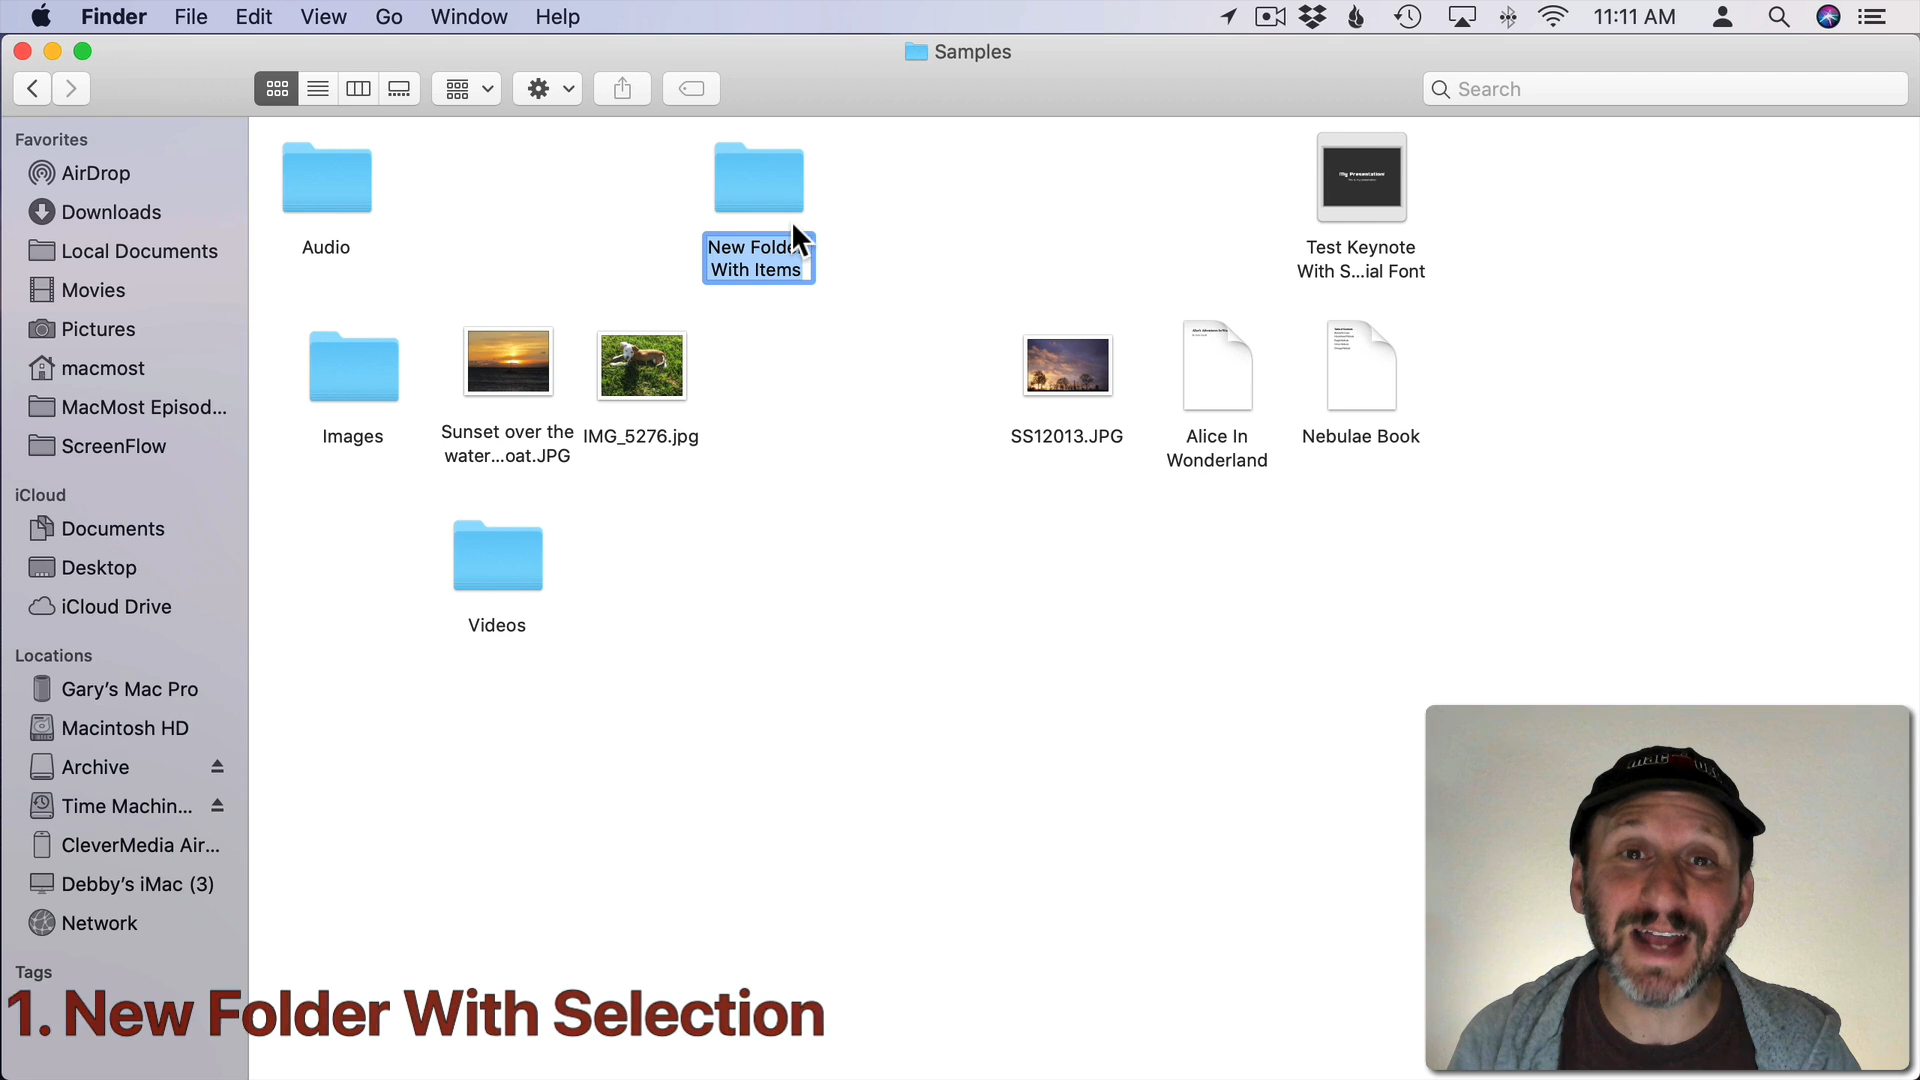 Finder File Edit View Go Window Help 11:11 AM
Samples
Search
Favorites
AirDrop
Downloads
Local Documents
Movies
Pictures
macmost
MacMost Episod...
ScreenFlow
iCloud
Documents
Desktop
iCloud Drive
Locations
Gary's Mac Pro
Macintosh HD
Archive
Time Machin...
CleverMedia Air...
Debby's iMac (3)
Network
Tags
Audio
New Folde
With Items
My Presentation
Test Keynote
With S...ial Font
Images
Sunset over the
water...oat.JPG
IMG_5276.jpg
SS12013.JPG
Alice In
Wonderland
Nebulae Book
Videos
1. New Folder With Selection